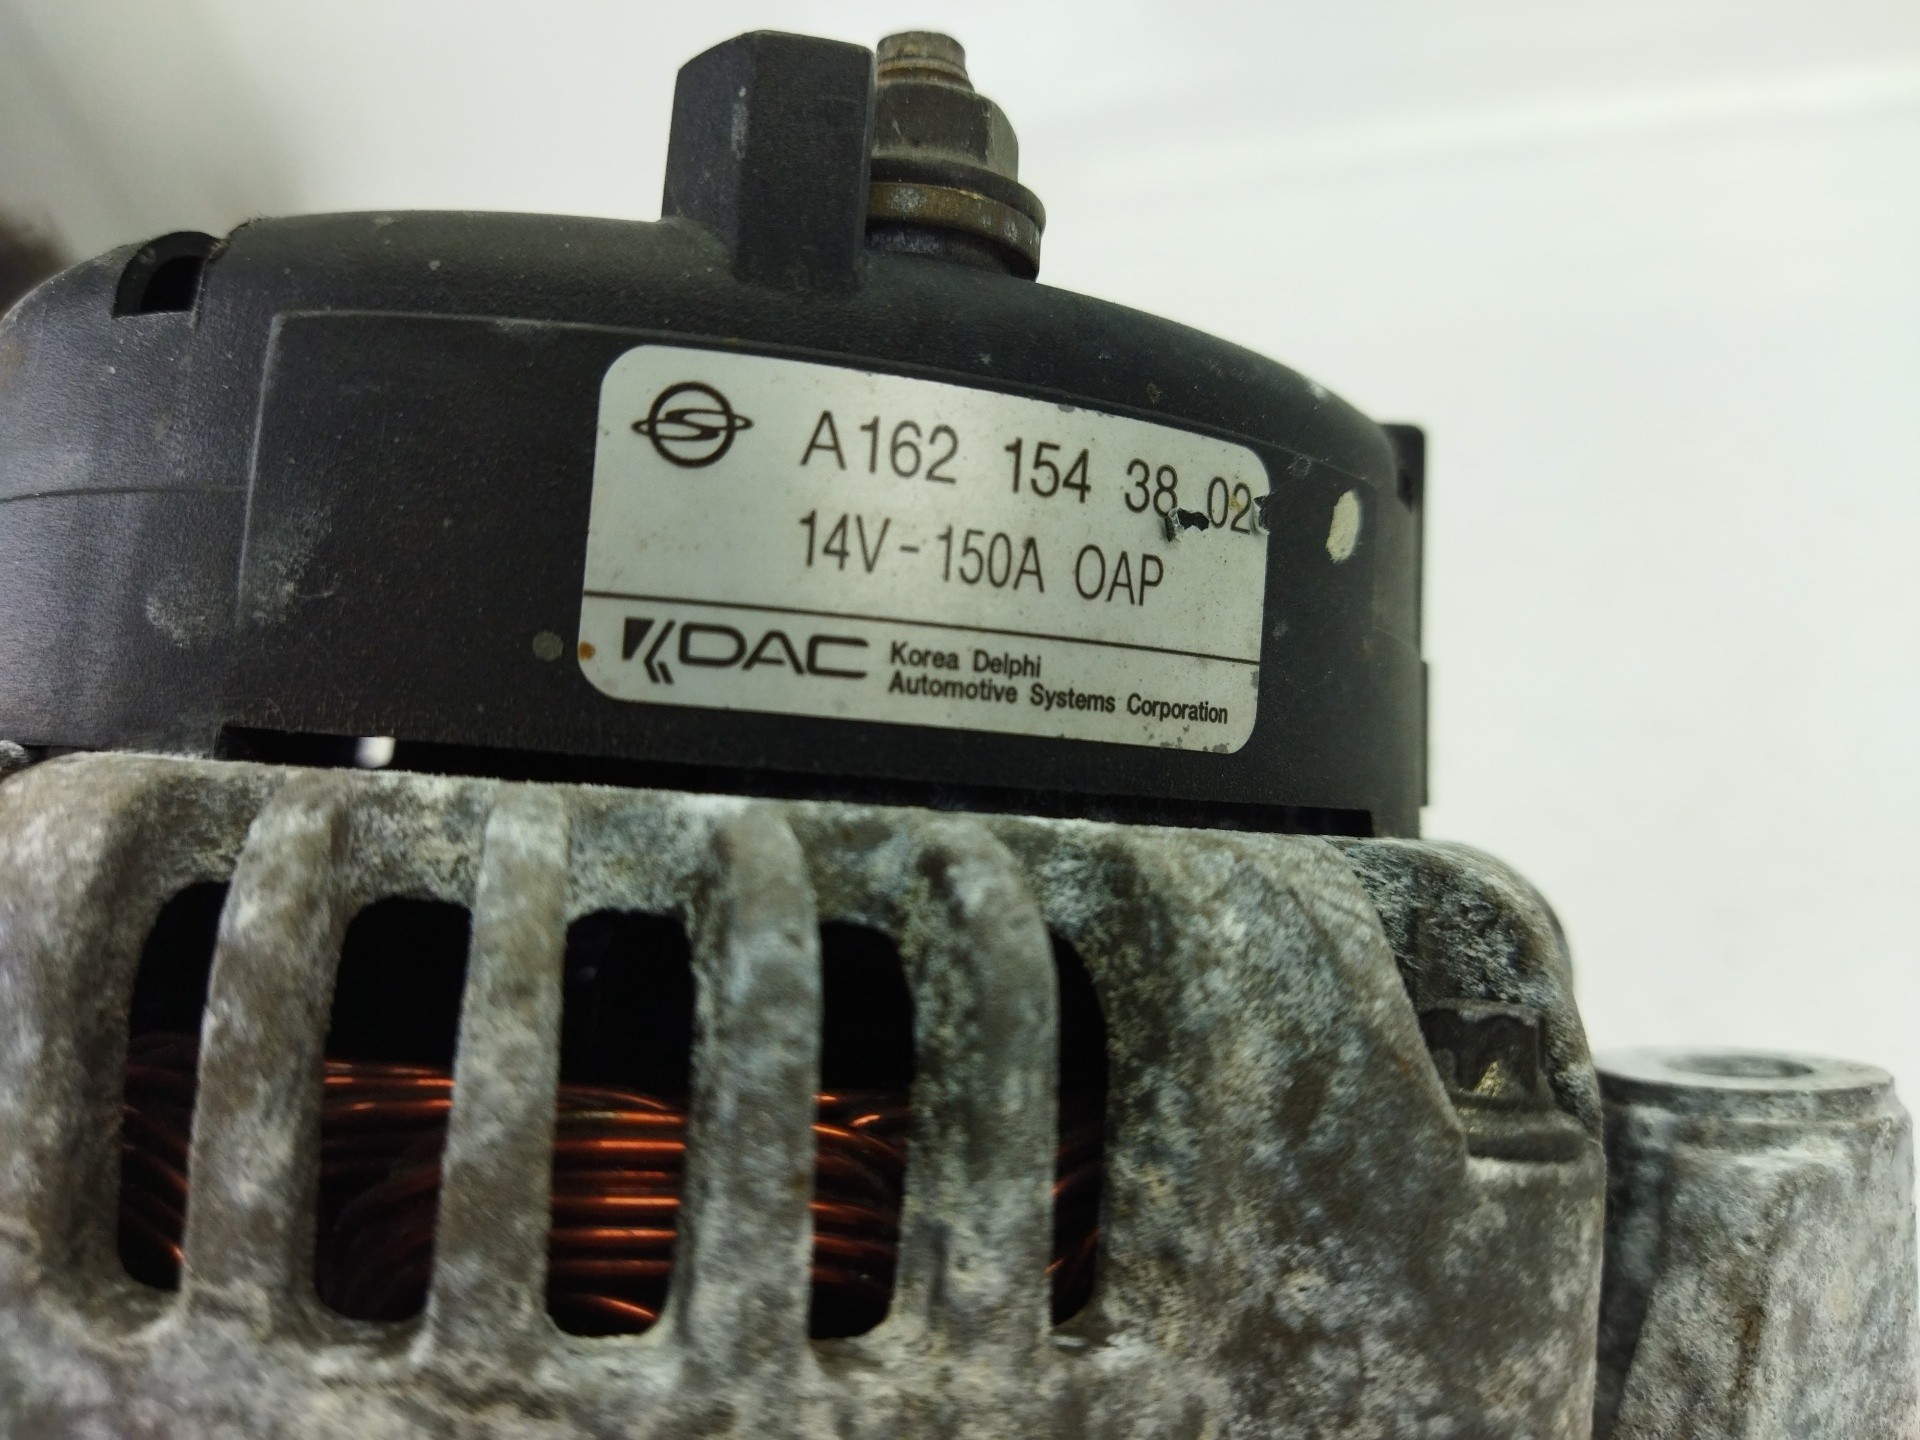 A162 154 38 02
14V-150A OAP
KDAC Korea Delphi
Automotive Systems Corporation